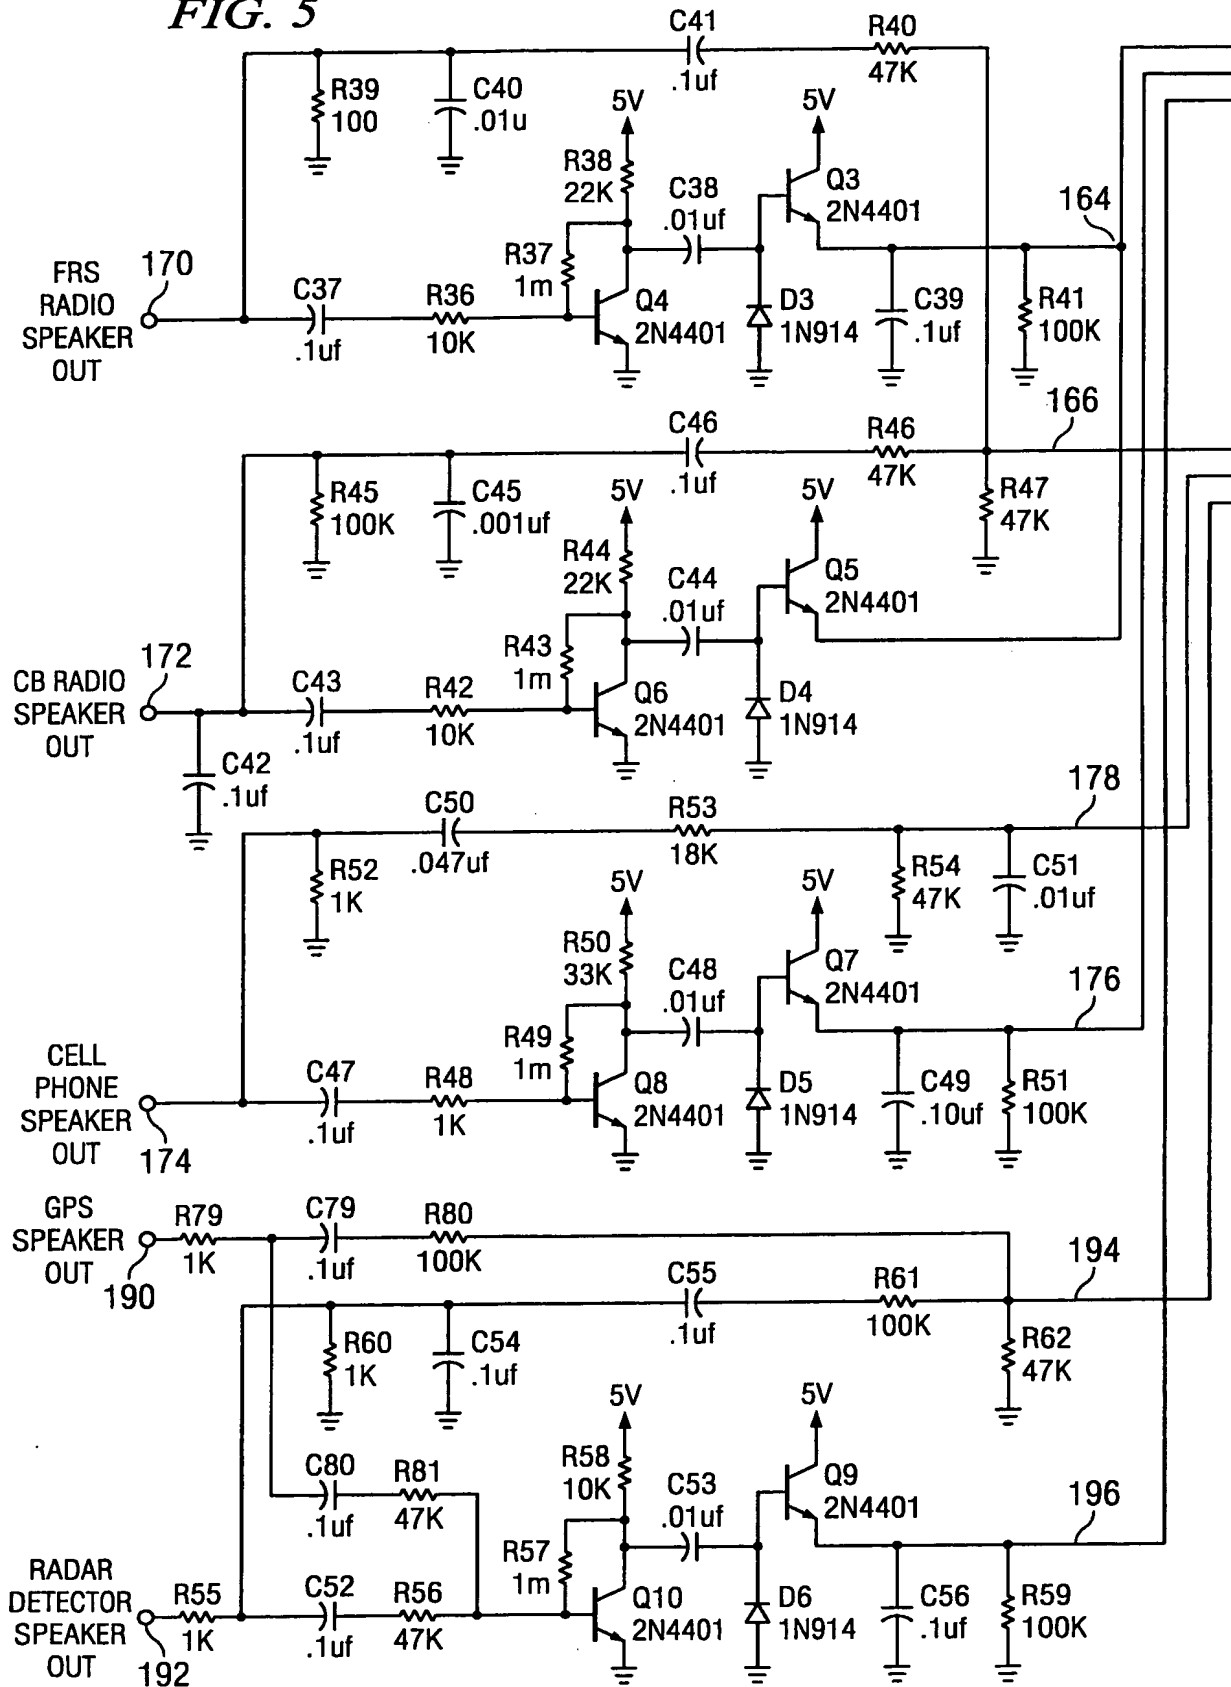 FIG. 5
C41
.1uf
R40
47K
R39
100
C40
.01u
5V
R38
22K
C38
.01uf
5V
Q3
2N4401
164
170
FRS
RADIO
SPEAKER
OUT
C37
.1uf
R36
10K
R37
1m
Q4
2N4401
D3
1N914
C39
.1uf
R41
100K
166
C46
.1uf
R46
47K
R45
100K
C45
.001uf
R47
47K
5V
R44
22K
C44
.01uf
5V
Q5
2N4401
172
CB RADIO
SPEAKER
OUT
C43
.1uf
R42
10K
R43
1m
Q6
2N4401
D4
1N914
C42
.1uf
C50
.047uf
R53
18K
178
R52
1K
R54
47K
C51
.01uf
5V
R50
33K
C48
.01uf
5V
Q7
2N4401
176
CELL
PHONE
SPEAKER
OUT
174
C47
.1uf
R48
1K
R49
1m
Q8
2N4401
D5
1N914
C49
.10uf
R51
100K
GPS
SPEAKER
OUT
190
R79
1K
C79
.1uf
R80
100K
C55
.1uf
R61
100K
194
R60
1K
C54
.1uf
R62
47K
5V
R58
10K
C53
.01uf
5V
Q9
2N4401
196
C80
.1uf
R81
47K
RADAR
DETECTOR
SPEAKER
OUT
192
R55
1K
C52
.1uf
R56
47K
R57
1m
Q10
2N4401
D6
1N914
C56
.1uf
R59
100K